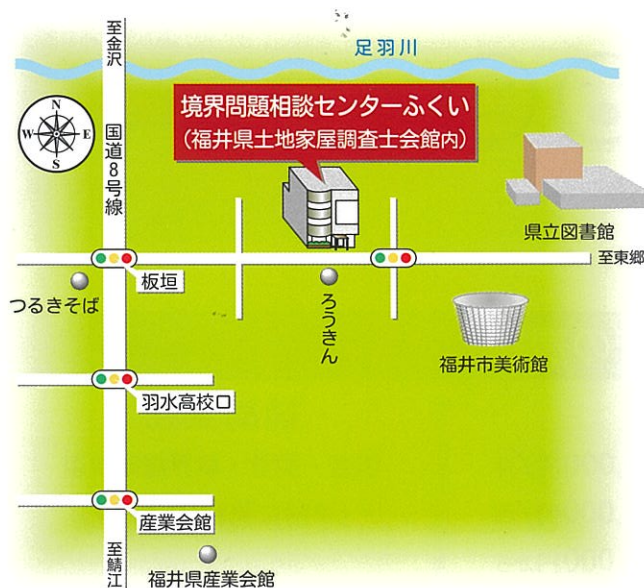 至金沢
足羽川
境界問題相談センターふくい
(福井県土地家屋調査士会館内)
N
W E
S
国道8号線
県立図書館
至東郷
板垣
つるきそば
ろうきん
福井市美術館
羽水高校口
産業会館
至鯖江
福井県産業会館